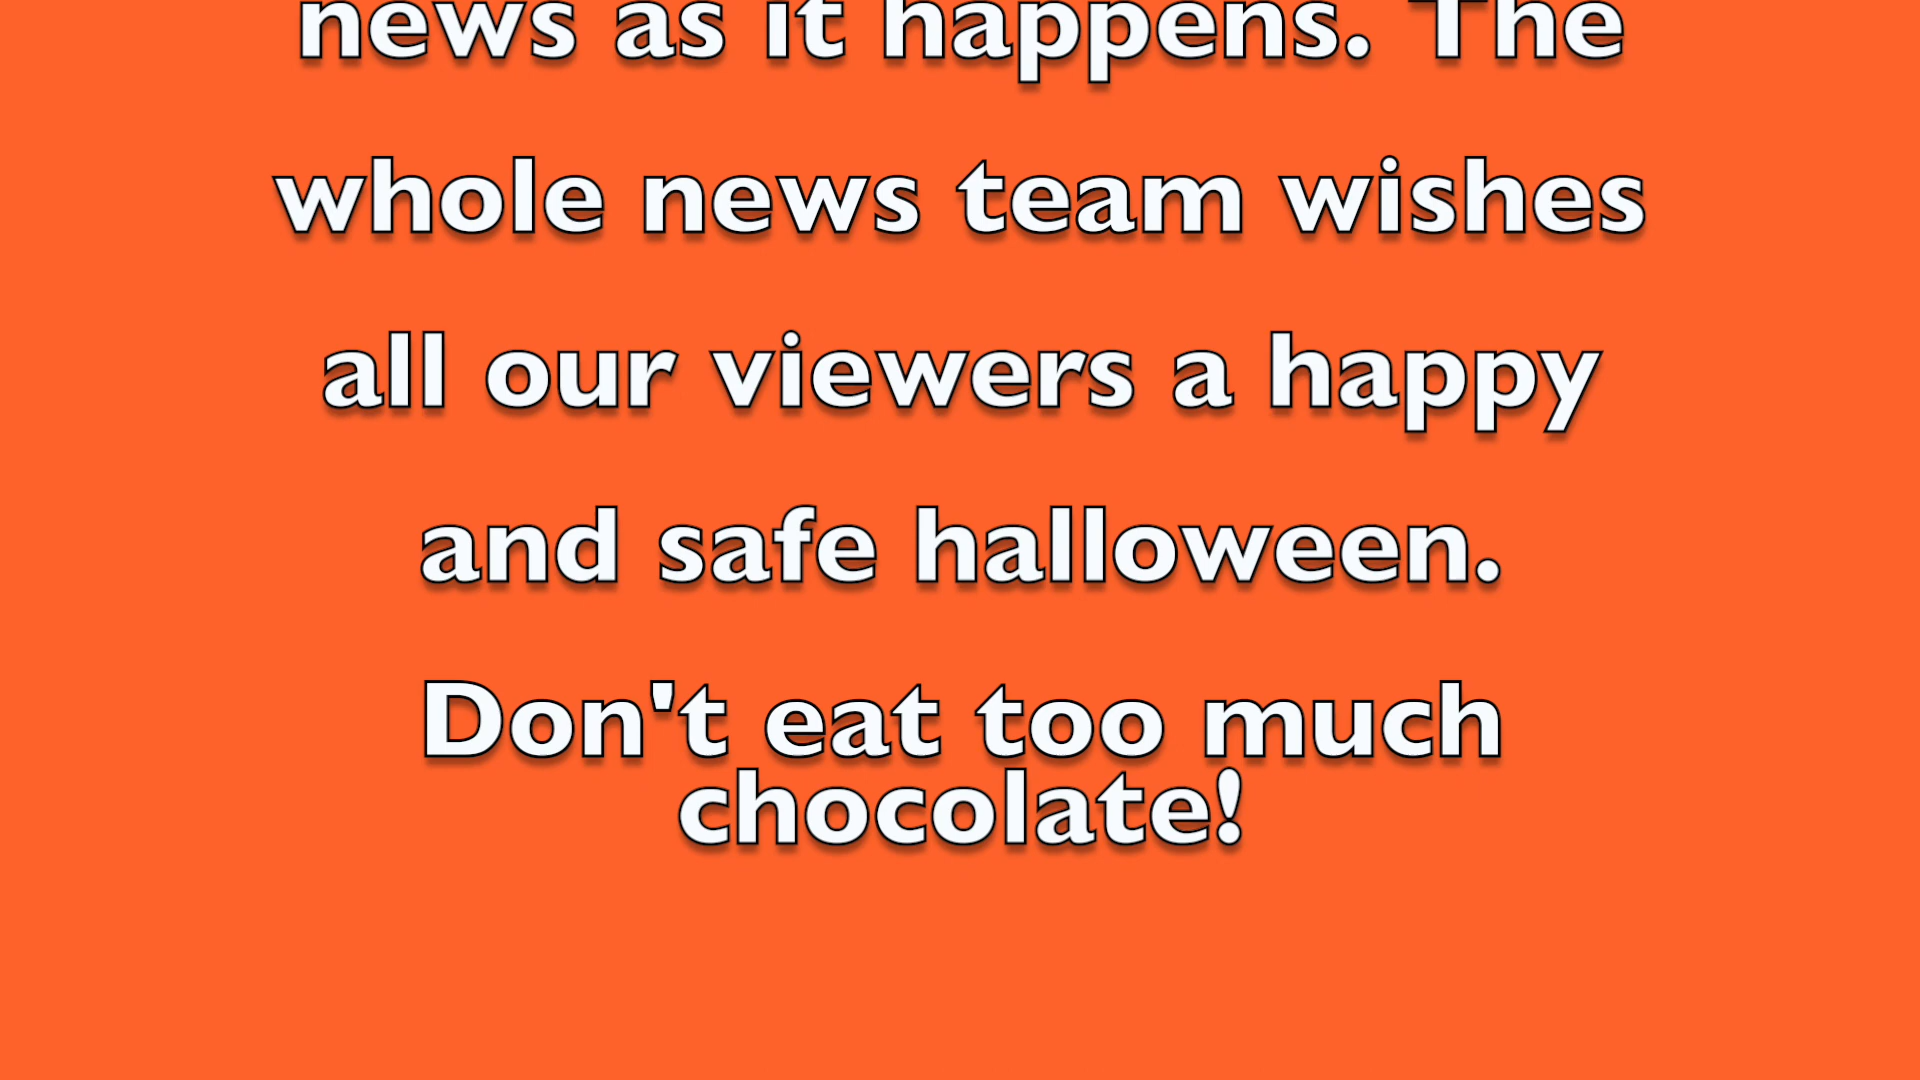 news as it happens. The
whole news team wishes
all our viewers a happy
and safe halloween.
Don't eat too much
chocolate!